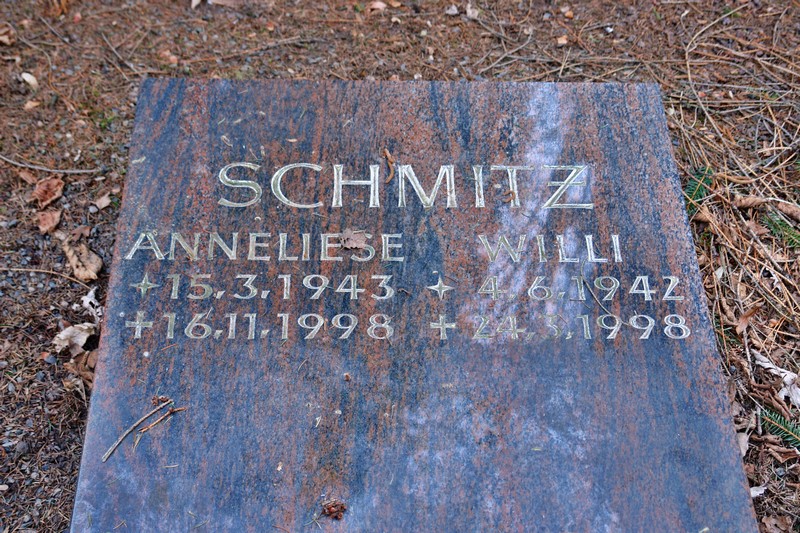 SCHMITZ
ANNELIESE WILLI
✦ 15.3.1943 ✦ 4.6.1942
✝ 16.11.1998 ✝ 24.3.1998